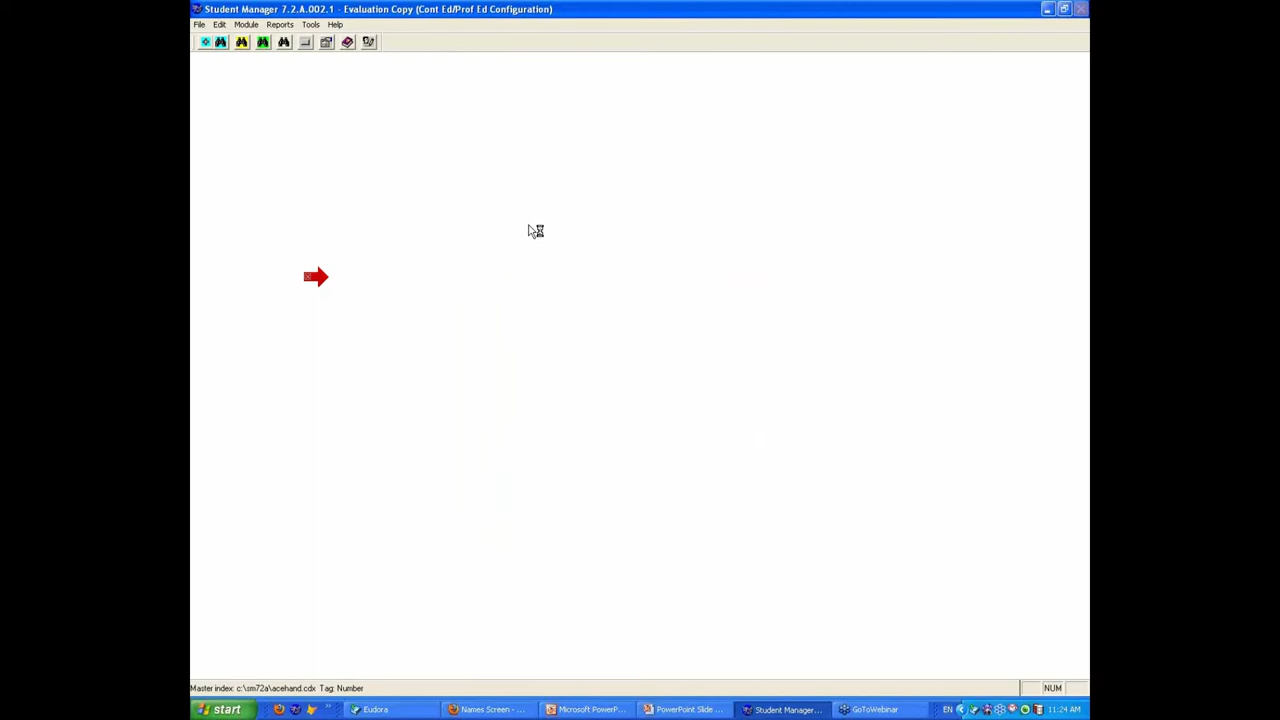 Student Manager 7.2.A.002.1 - Evaluation Copy (Cont Ed/Prof Ed Configuration)
File Edit Module Reports Tools Help
Master index: c:\sm72a\acehand.cdx Tag: Number
NUM
start
Eudora
Names Screen - ...
Microsoft PowerP...
PowerPoint Slide ...
Student Manager...
GoToWebinar
EN
11:24 AM